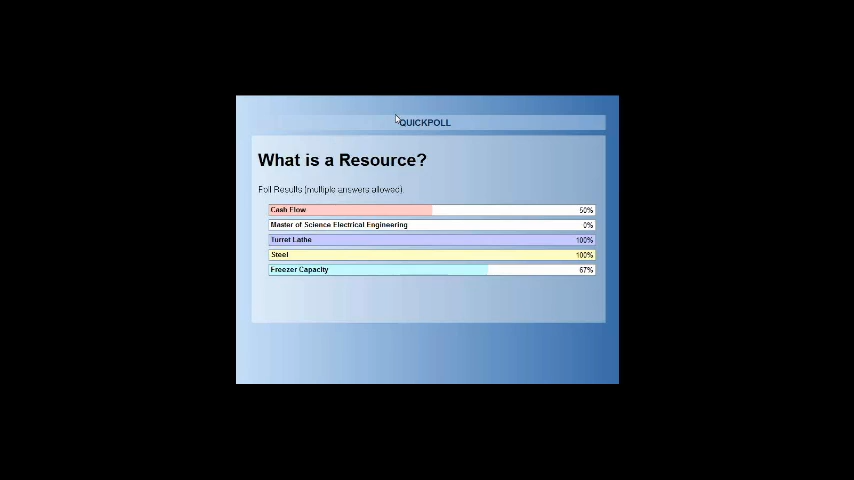 QUICKPOLL
What is a Resource?
Poll Results (multiple answers allowed):
Cash Flow 50%
Master of Science Electrical Engineering 0%
Turret Lathe 100%
Steel 100%
Freezer Capacity 67%